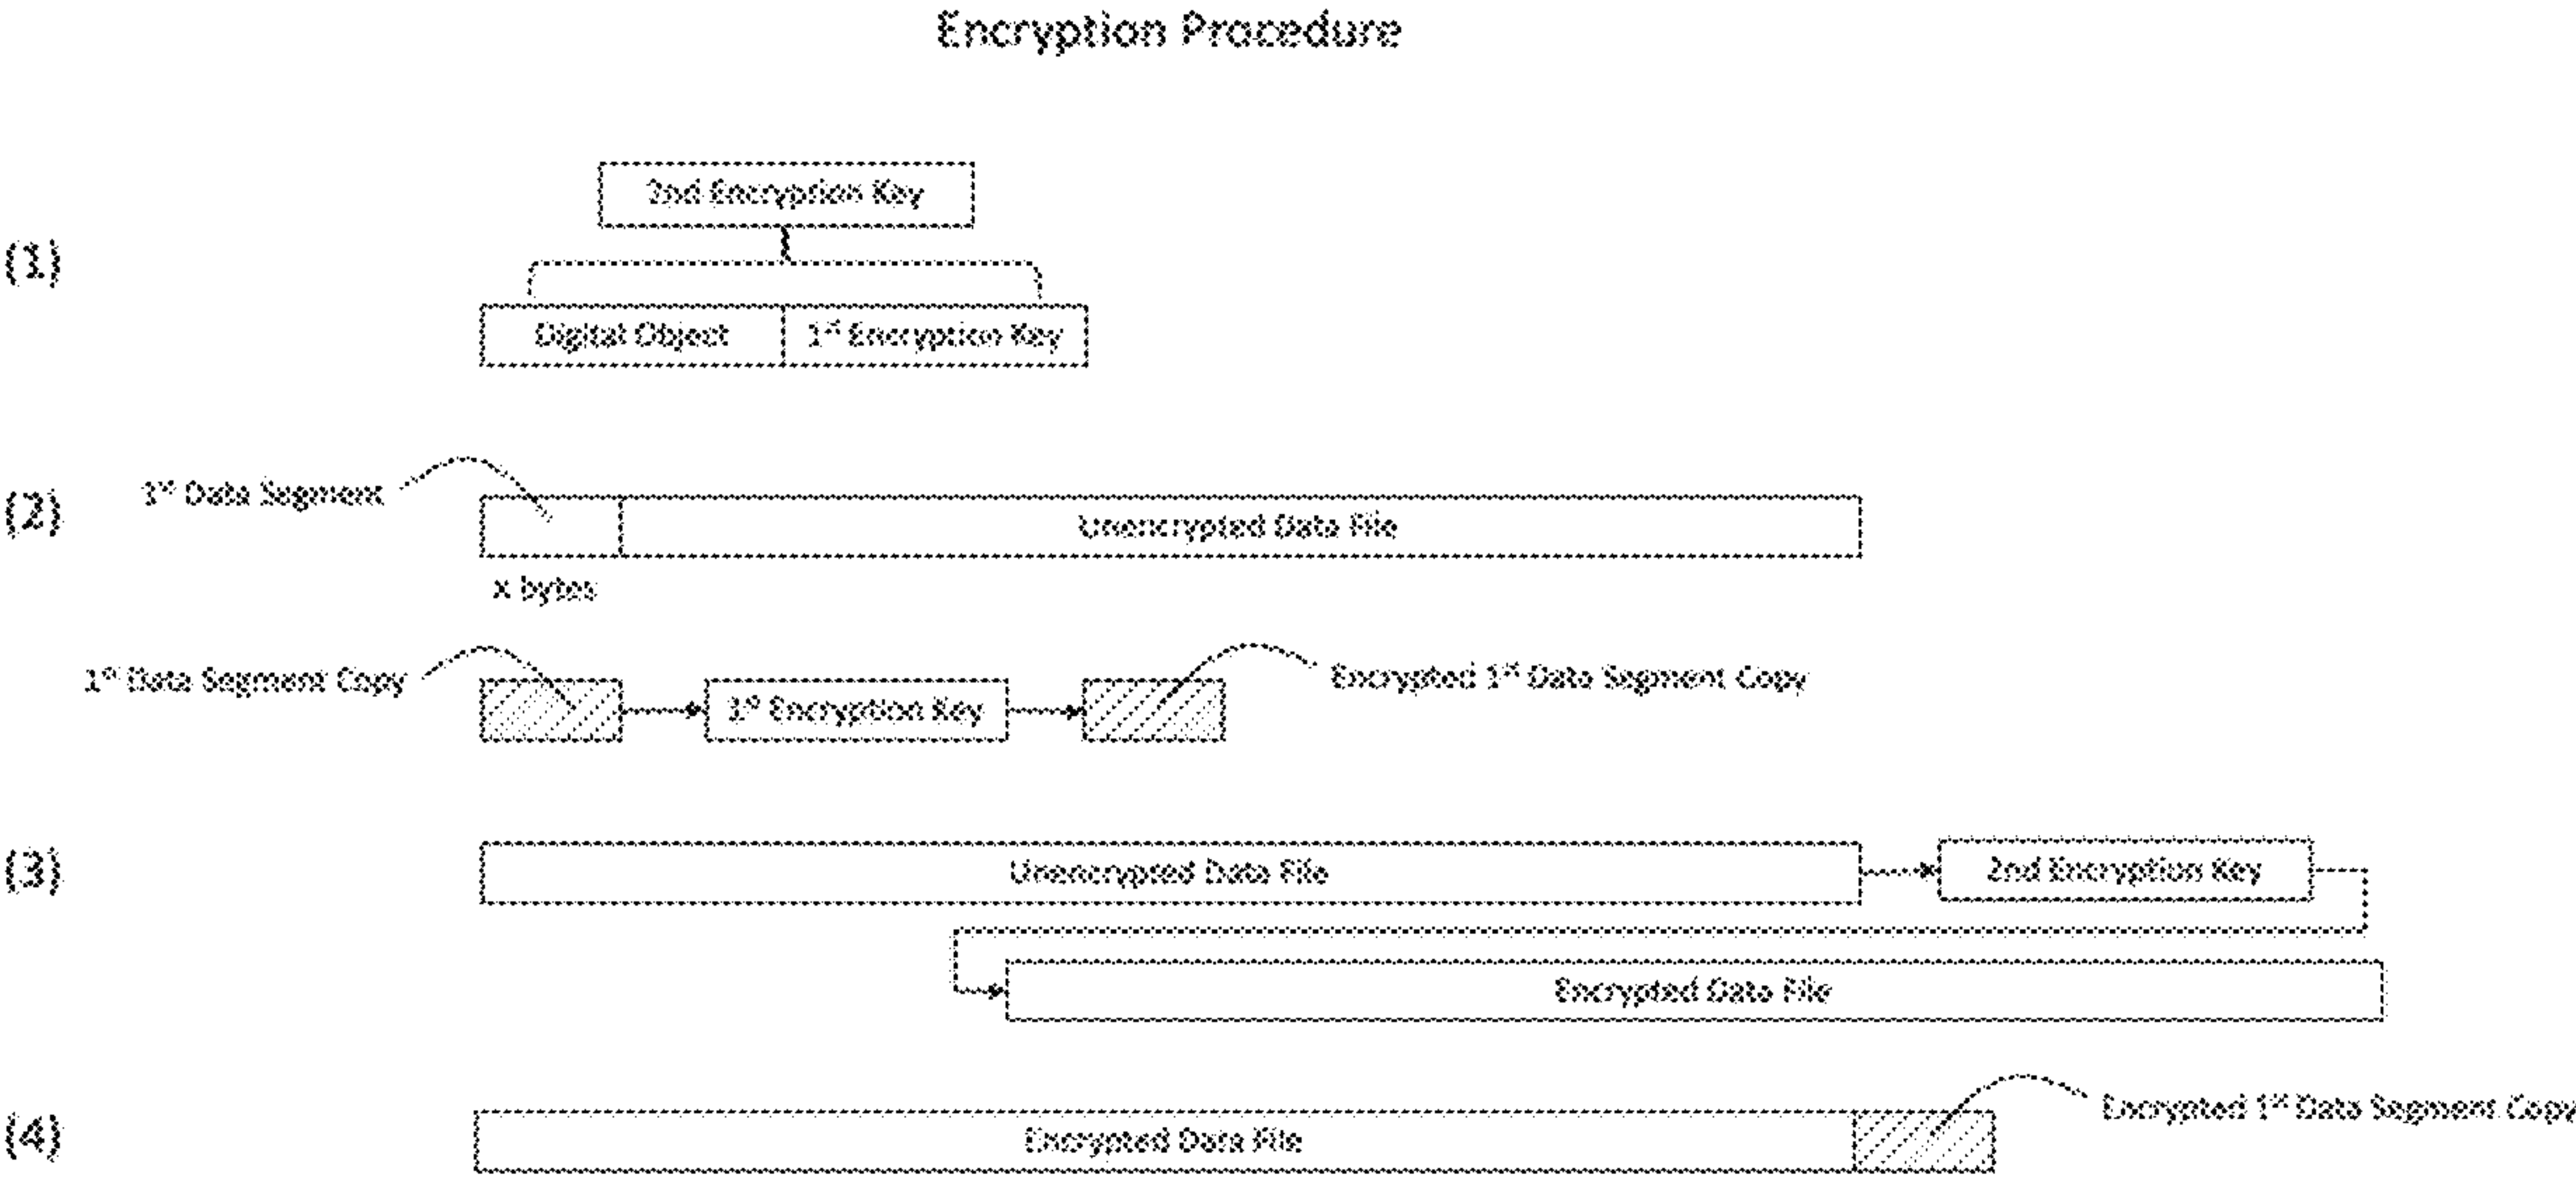 Encryption Procedure
2nd Encryption Key
(1)
Digital Object
1st Encryption Key
1st Data Segment
(2)
Unencrypted Data File
x bytes
1st Data Segment Copy
1st Encryption Key
Encrypted 1st Data Segment Copy
(3)
Unencrypted Data File
2nd Encryption Key
Encrypted Data File
(4)
Encrypted Data File
Encrypted 1st Data Segment Copy